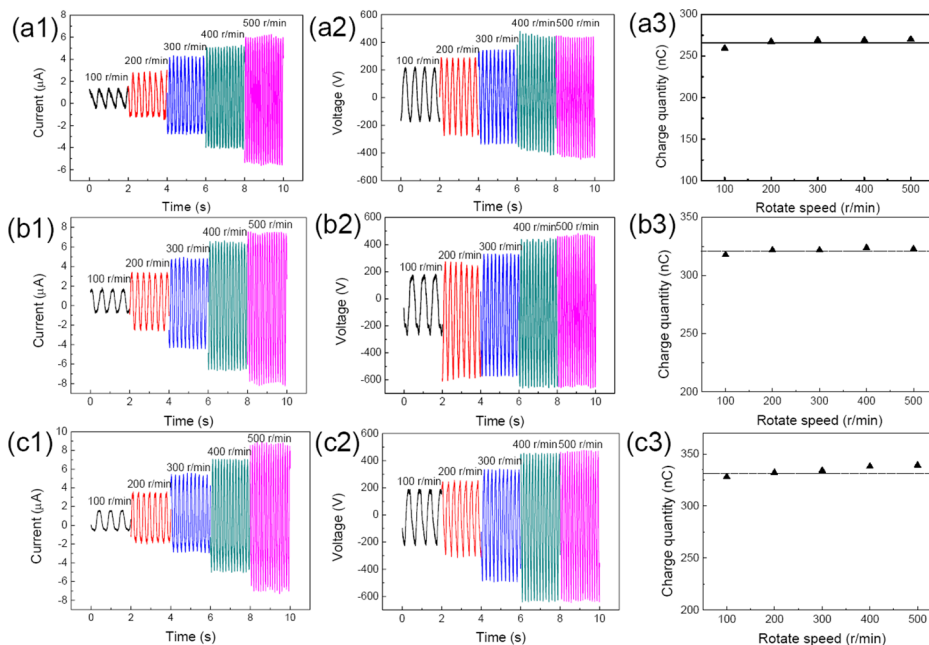 (a1)
Current (μA)
6
4
2
0
-2
-4
-6
100 r/min
200 r/min
300 r/min
400 r/min
500 r/min
0 2 4 6 8 10
Time (s)
(a2)
Voltage (V)
600
400
200
0
-200
-400
-600
100 r/min
200 r/min
300 r/min
400 r/min 500 r/min
0 2 4 6 8 10
Time (s)
(a3)
Charge quantity (nC)
300
250
200
150
100
100 200 300 400 500
Rotate speed (r/min)
(b1)
Current (μA)
8
6
4
2
0
-2
-4
-6
-8
100 r/min
200 r/min
300 r/min
400 r/min
500 r/min
0 2 4 6 8 10
Time (s)
(b2)
Voltage (V)
600
400
200
0
-200
-400
-600
100 r/min
200 r/min
300 r/min
400 r/min 500 r/min
0 2 4 6 8 10
Time (s)
(b3)
Charge quantity (nC)
350
300
250
200
100 200 300 400 500
Rotate speed (r/min)
(c1)
Current (μA)
10
8
6
4
2
0
-2
-4
-6
-8
100 r/min
200 r/min
300 r/min
400 r/min
500 r/min
0 2 4 6 8 10
Time (s)
(c2)
Voltage (V)
600
400
200
0
-200
-400
-600
100 r/min
200 r/min
300 r/min
400 r/min 500 r/min
0 2 4 6 8 10
Time (s)
(c3)
Charge quantity (nC)
350
300
250
200
100 200 300 400 500
Rotate speed (r/min)